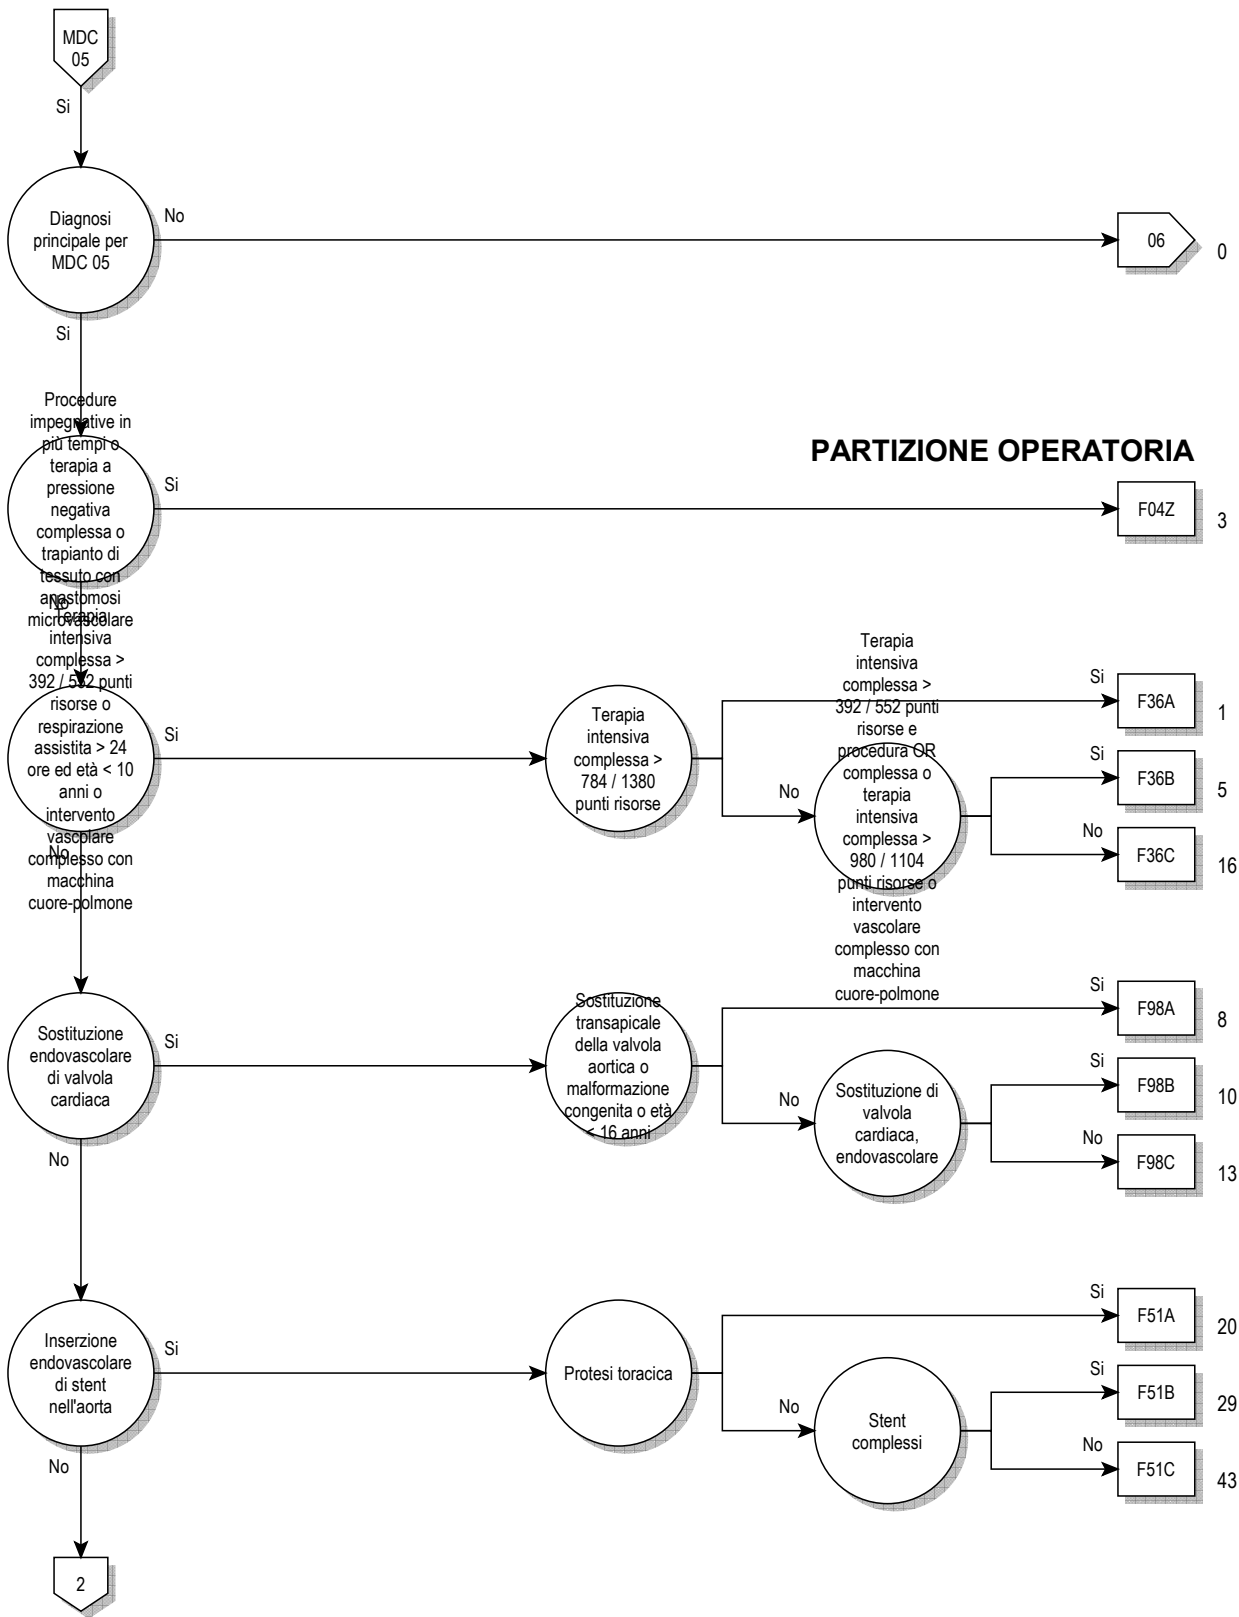 MDC
05
Si
Diagnosi
principale per
MDC 05
No
06
0
Si
Procedure
impegnative in
più tempi o
terapia a
pressione
negativa
complessa o
trapianto di
tessuto con
anastomosi
microvascolare
Si
PARTIZIONE OPERATORIA
F04Z
3
No
Terapia
intensiva
complessa >
392 / 552 punti
risorse o
respirazione
assistita > 24
ore ed età < 10
anni o
intervento
vascolare
complesso con
macchina
cuore-polmone
Si
Terapia
intensiva
complessa >
784 / 1380
punti risorse
Si
F36A
1
No
Terapia
intensiva
complessa >
392 / 552 punti
risorse e
procedura OR
complessa o
terapia
intensiva
complessa >
980 / 1104
punti risorse o
intervento
vascolare
complesso con
macchina
cuore-polmone
Si
F36B
5
No
F36C
16
No
Sostituzione
endovascolare
di valvola
cardiaca
Si
Sostituzione
transapicale
della valvola
aortica o
malformazione
congenita o età
< 16 anni
Si
F98A
8
No
Sostituzione di
valvola
cardiaca,
endovascolare
Si
F98B
10
No
F98C
13
No
Inserzione
endovascolare
di stent
nell'aorta
Si
Protesi toracica
Si
F51A
20
No
Stent
complessi
Si
F51B
29
No
F51C
43
No
2